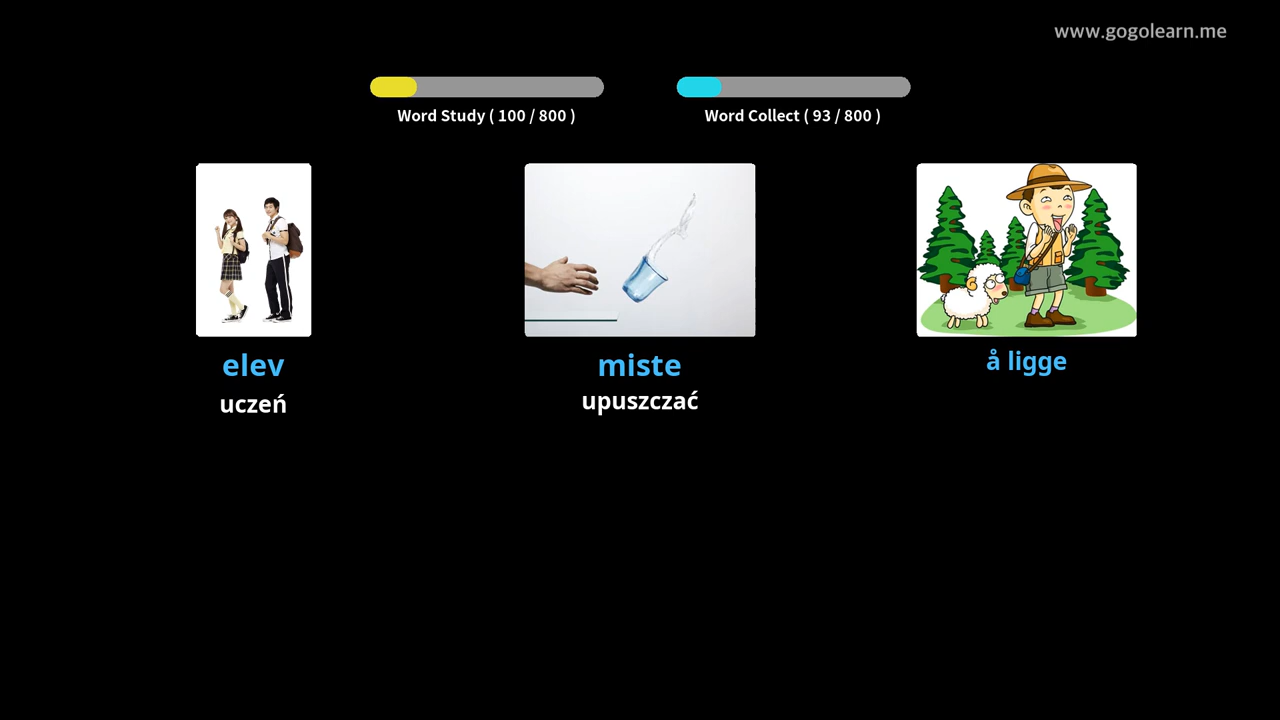 www.gogolearn.me
Word Study ( 100 / 800 )
Word Collect ( 93 / 800 )
elev
uczeń
miste
upuszczać
å ligge